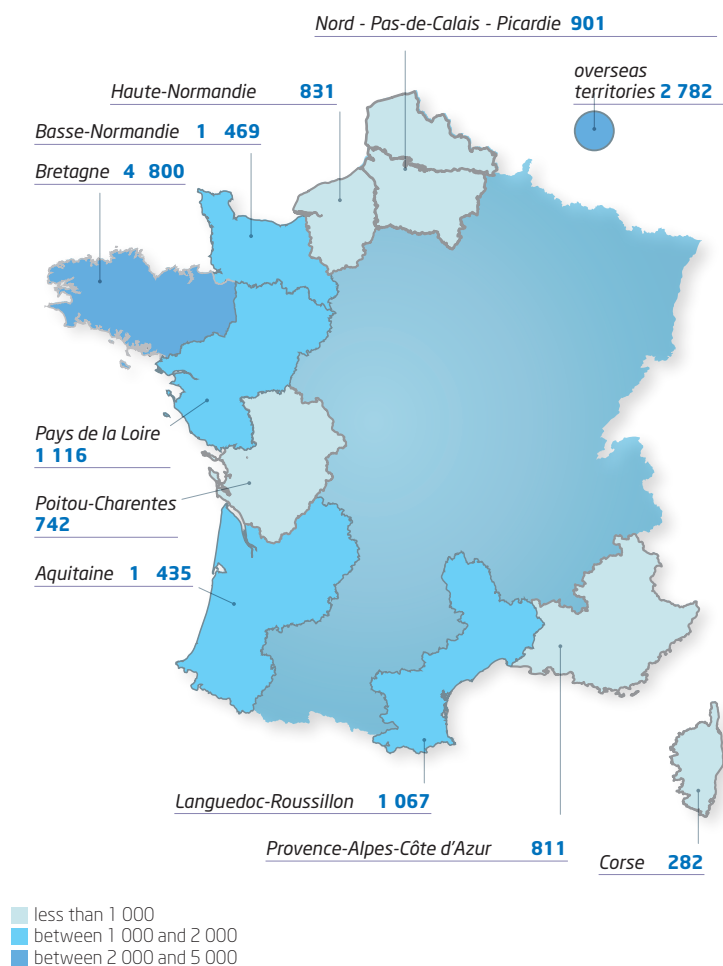 Nord - Pas-de-Calais - Picardie 901
overseas
territories 2 782
Haute-Normandie 831
Basse-Normandie 1 469
Bretagne 4 800
Pays de la Loire
1 116
Poitou-Charentes
742
Aquitaine 1 435
Languedoc-Roussillon 1 067
Provence-Alpes-Côte d'Azur 811
Corse 282
less than 1 000
between 1 000 and 2 000
between 2 000 and 5 000